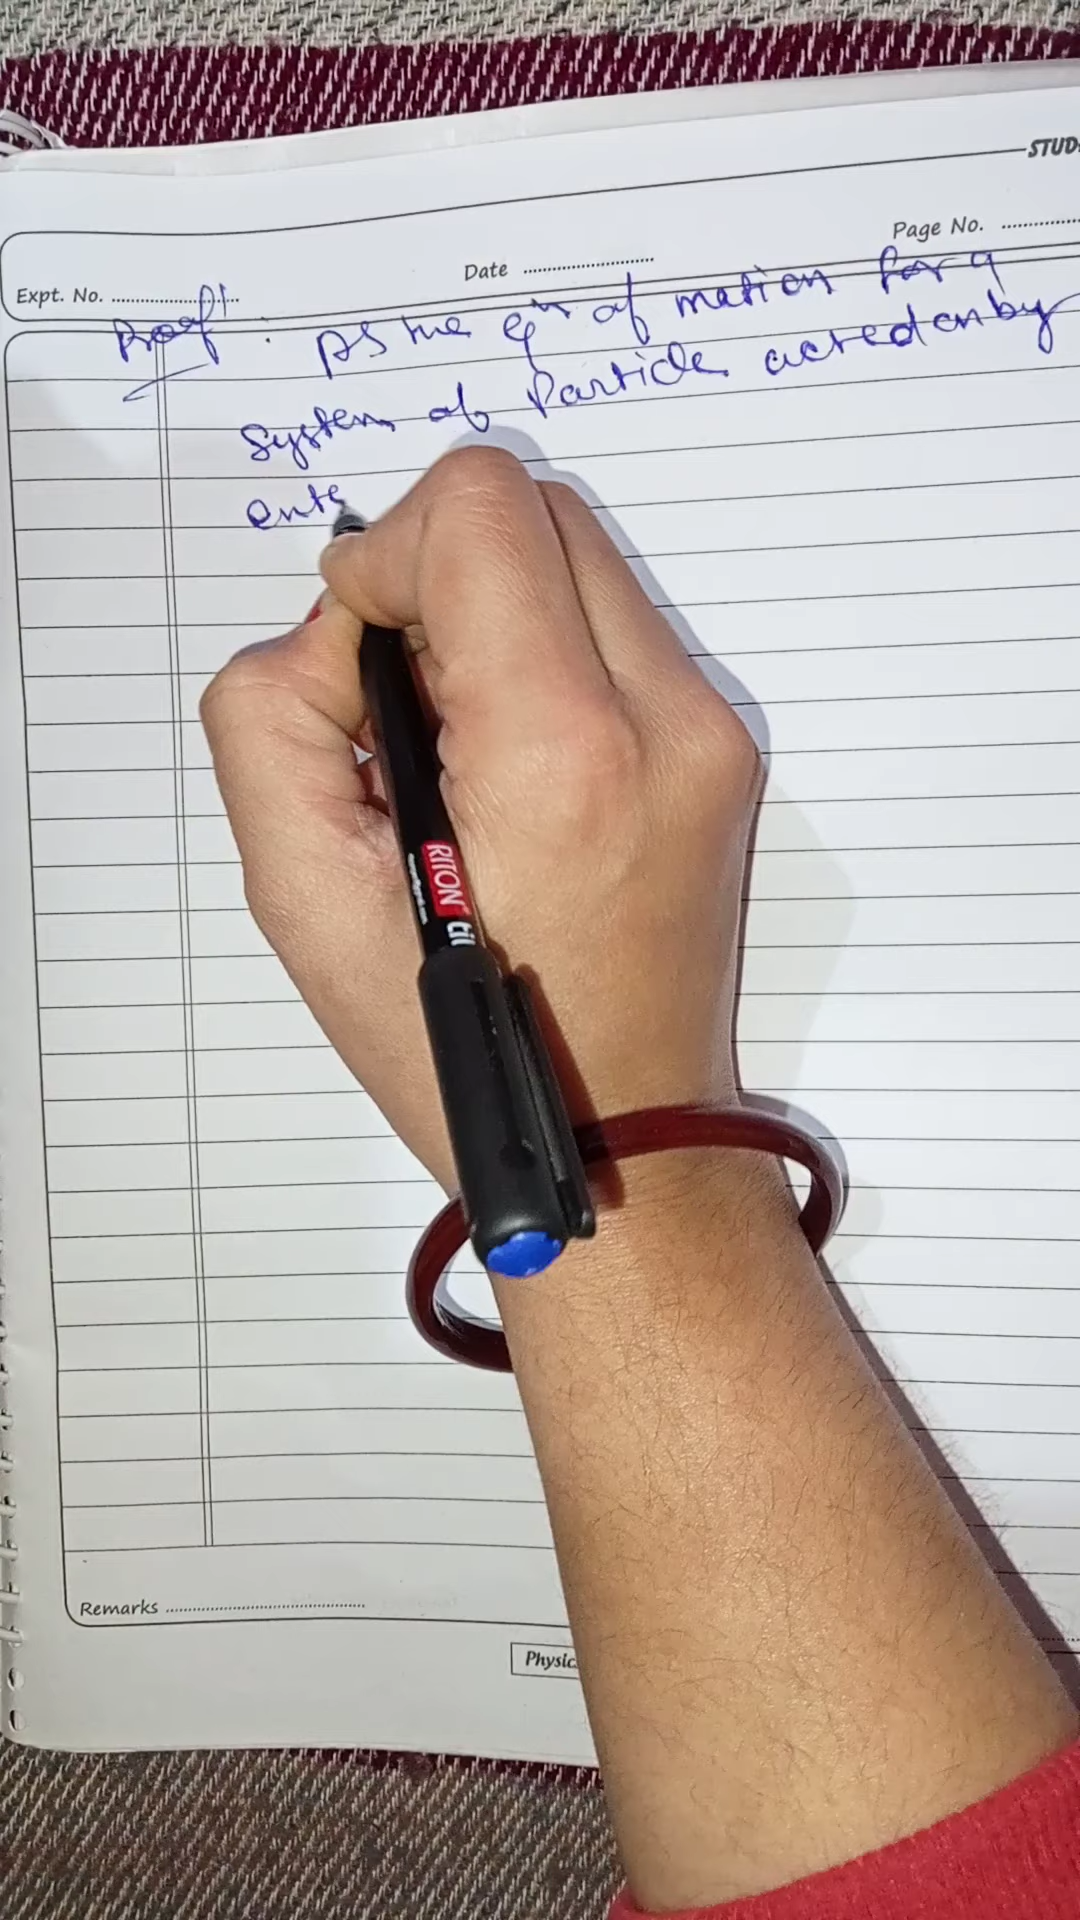 STUD
Page No. ............
Date ........................
Expt. No. ........................
Proof! : As the eqn of motion for a
system of Particle acted on by
ente
RITON
Remarks ........................................
Physic